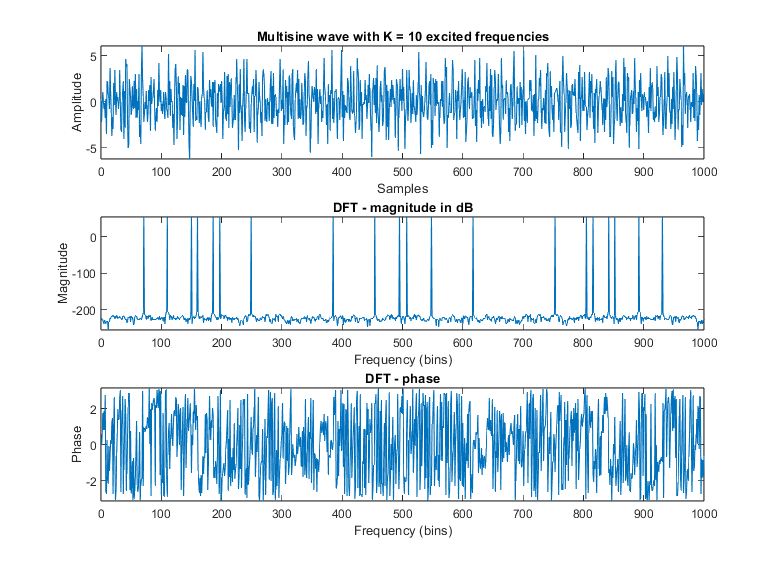 Multisine wave with K = 10 excited frequencies
5
0
-5
Amplitude
0 100 200 300 400 500 600 700 800 900 1000
Samples
DFT - magnitude in dB
0
-100
-200
Magnitude
0 100 200 300 400 500 600 700 800 900 1000
Frequency (bins)
DFT - phase
2
0
-2
Phase
0 100 200 300 400 500 600 700 800 900 1000
Frequency (bins)